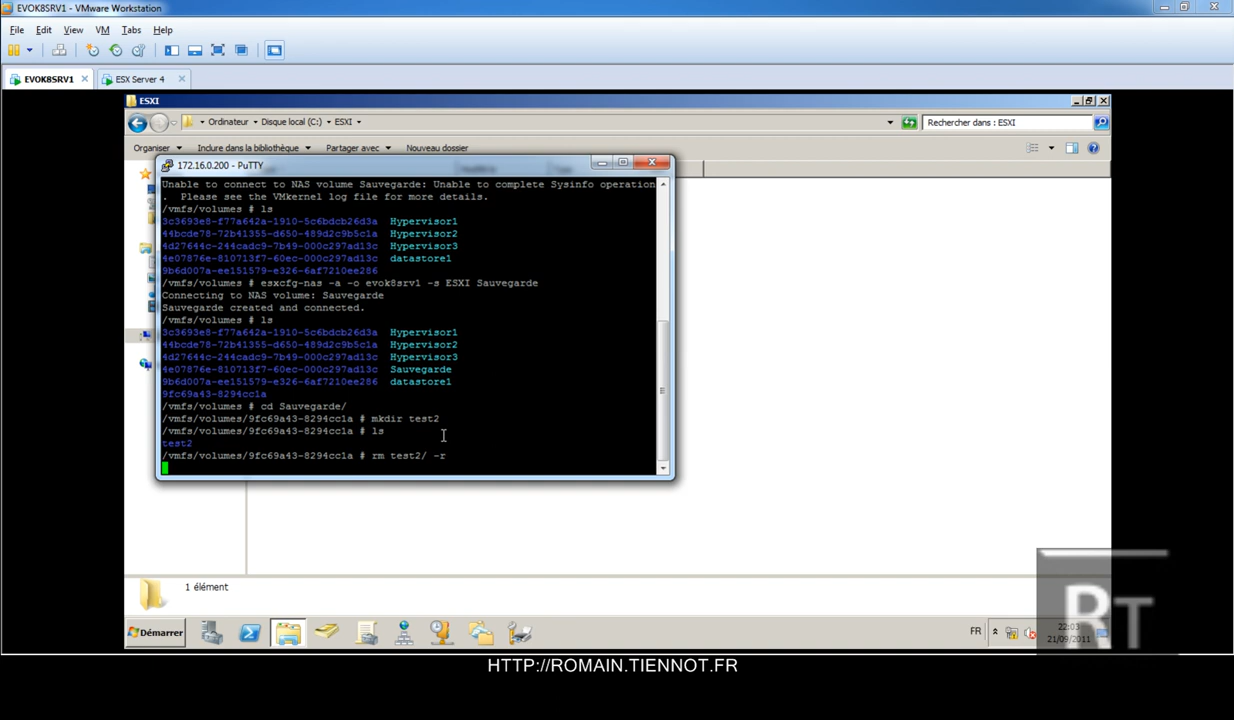 EVOK8SRV1 - VMware Workstation
File Edit View VM Tabs Help
EVOK8SRV1 ESX Server 4
ESXI
Ordinateur Disque local (C:) ESXI Rechercher dans : ESXI
Organiser Indure dans la bibliothèque Partager avec Nouveau dossier
172.16.0.200 - PuTTY
Unable to connect to NAS volume Sauvegarde: Unable to complete Sysinfo operation
. Please see the VMkernel log file for more details.
/vmfs/volumes # ls
3c3693e8-f77a642a-1910-5c6bdcb26d3a Hypervisor1
44bcde78-72b41355-d650-489d2c9b5c1a Hypervisor2
4d27644c-244cadc9-7b49-000c297ad13c Hypervisor3
4e07876e-810713f7-60ec-000c297ad13c datastore1
9b6d007a-ee151579-e326-6af7210ee286
/vmfs/volumes # esxcfg-nas -a -o evok8srv1 -s ESXI Sauvegarde
Connecting to NAS volume: Sauvegarde
Sauvegarde created and connected.
/vmfs/volumes # ls
3c3693e8-f77a642a-1910-5c6bdcb26d3a Hypervisor1
44bcde78-72b41355-d650-489d2c9b5c1a Hypervisor2
4d27644c-244cadc9-7b49-000c297ad13c Hypervisor3
4e07876e-810713f7-60ec-000c297ad13c Sauvegarde
9b6d007a-ee151579-e326-6af7210ee286 datastore1
9fc69a43-8294cc1a
/vmfs/volumes # cd Sauvegarde/
/vmfs/volumes/9fc69a43-8294cc1a # mkdir test2
/vmfs/volumes/9fc69a43-8294cc1a # ls
test2
/vmfs/volumes/9fc69a43-8294cc1a # rm test2/ -r
1 élément
Démarrer FR 22:03
21/09/2011
RT
HTTP://ROMAIN.TIENNOT.FR